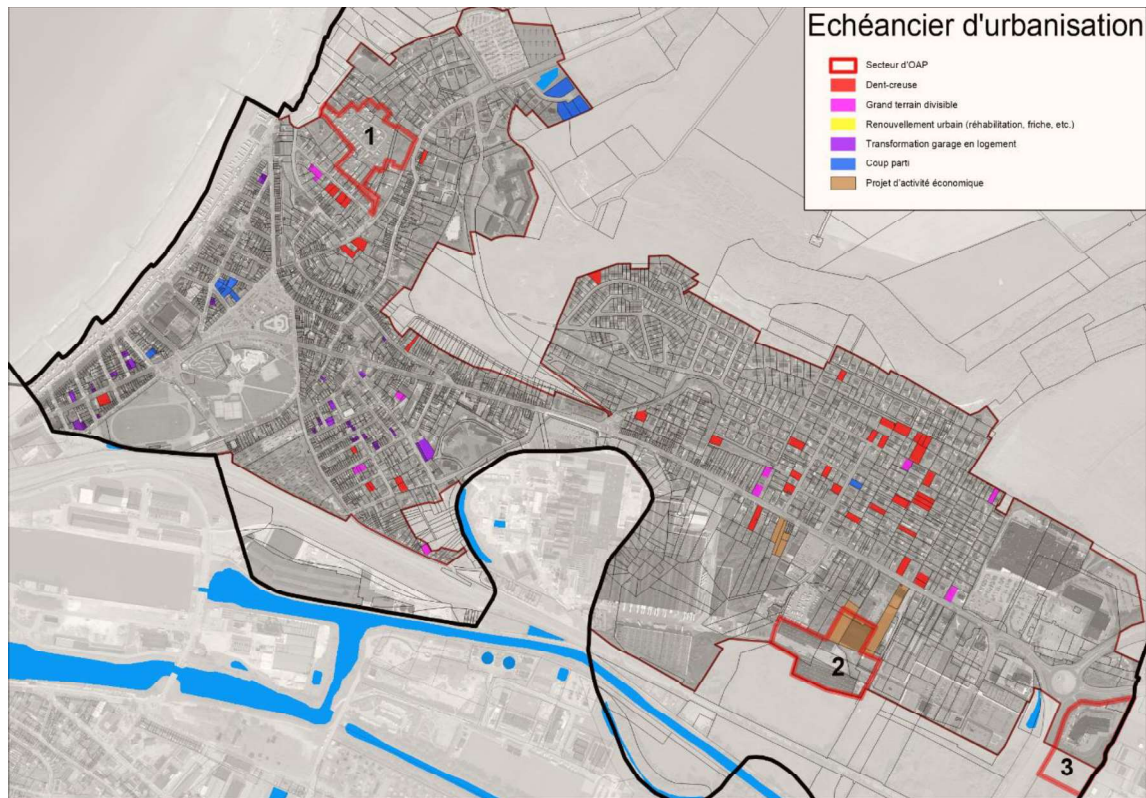 Echéancier d'urbanisation
Secteur d'OAP
Dent-creuse
Grand terrain divisible
Renouvellement urbain (réhabilitation, friche, etc.)
Transformation garage en logement
Coup parti
Projet d'activité économique
1
2
3